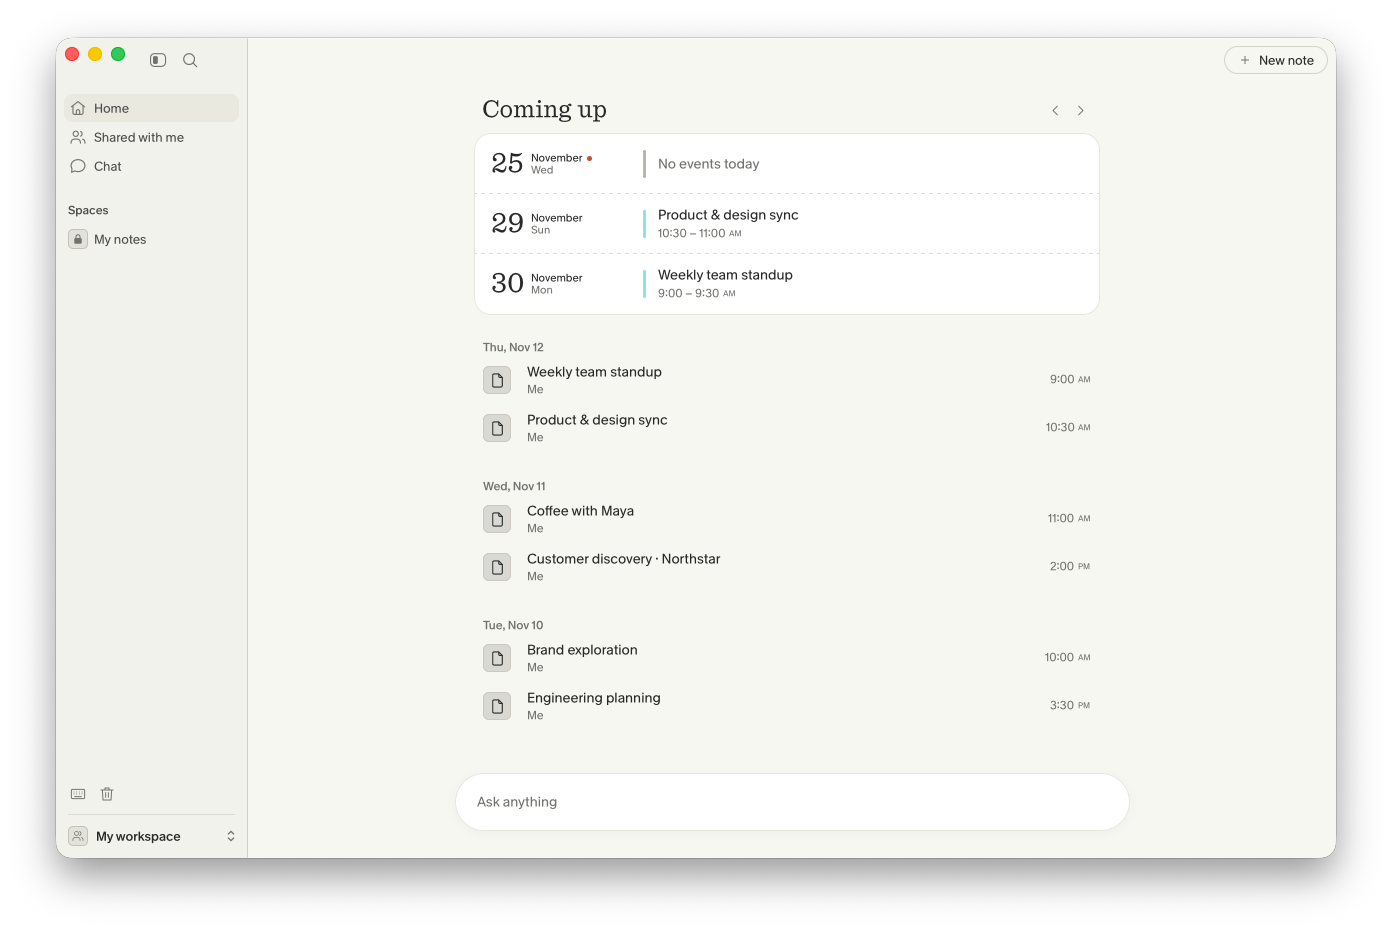 New note
Home
Shared with me
Chat
Spaces
My notes
My workspace
Coming up
25 November
Wed
No events today
29 November
Sun
Product & design sync
10:30 – 11:00 AM
30 November
Mon
Weekly team standup
9:00 – 9:30 AM
Thu, Nov 12
Weekly team standup
Me
9:00 AM
Product & design sync
Me
10:30 AM
Wed, Nov 11
Coffee with Maya
Me
11:00 AM
Customer discovery · Northstar
Me
2:00 PM
Tue, Nov 10
Brand exploration
Me
10:00 AM
Engineering planning
Me
3:30 PM
Ask anything